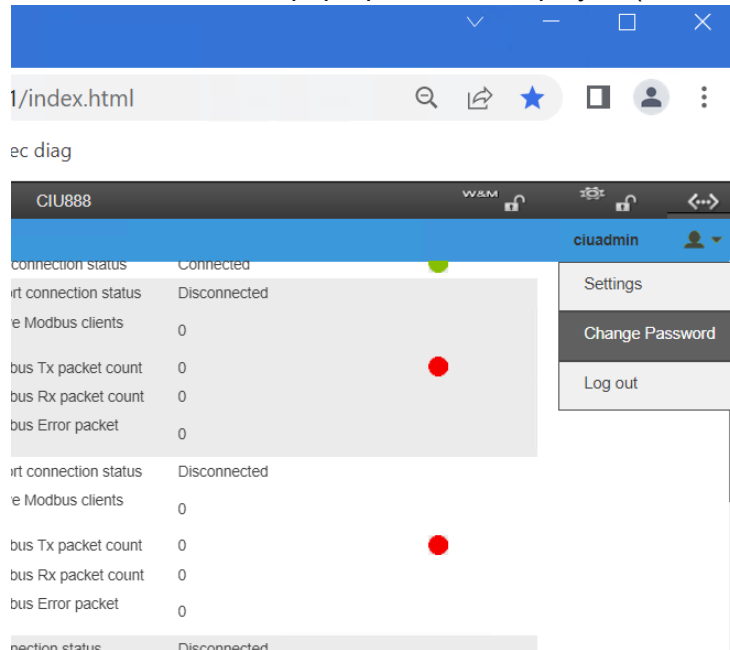 1/index.html
ec diag
CIU888
W&M
ciuadmin
connection status Connected
Settings
rt connection status Disconnected
e Modbus clients 0
Change Password
bus Tx packet count 0
Log out
bus Rx packet count 0
bus Error packet 0
rt connection status Disconnected
e Modbus clients 0
bus Tx packet count 0
bus Rx packet count 0
bus Error packet 0
nection status Disconnected